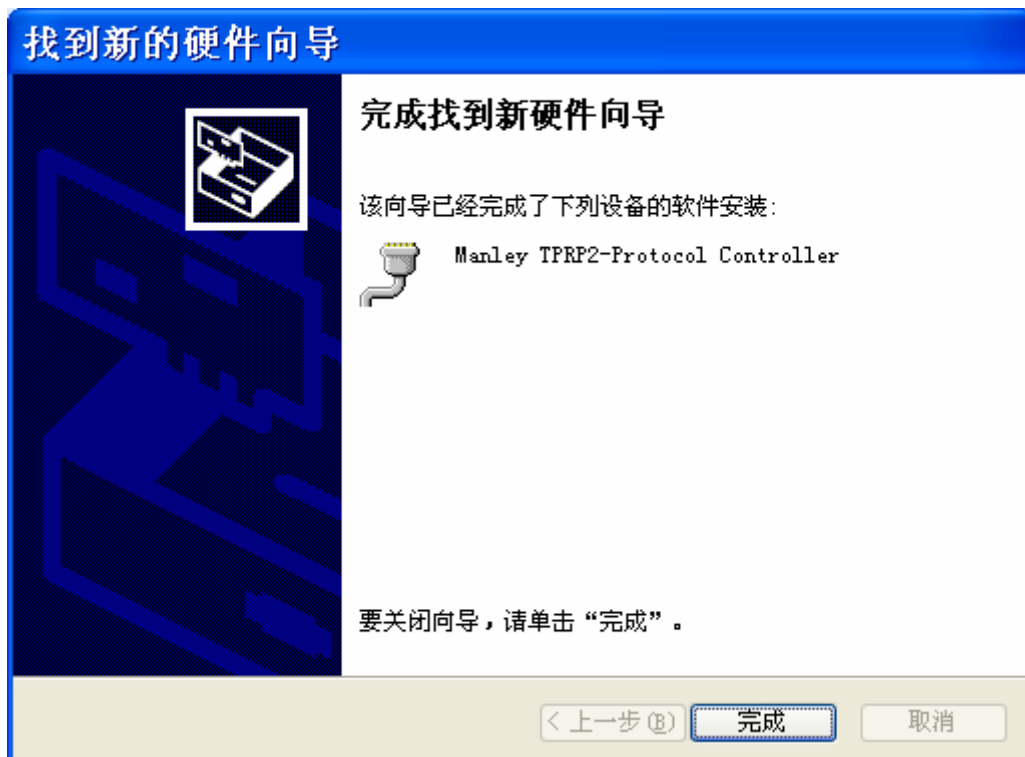 找到新的硬件向导
完成找到新硬件向导
该向导已经完成了下列设备的软件安装:
Manley TPRP2-Protocol Controller
要关闭向导，请单击“完成”。
< 上一步(B)
完成
取消